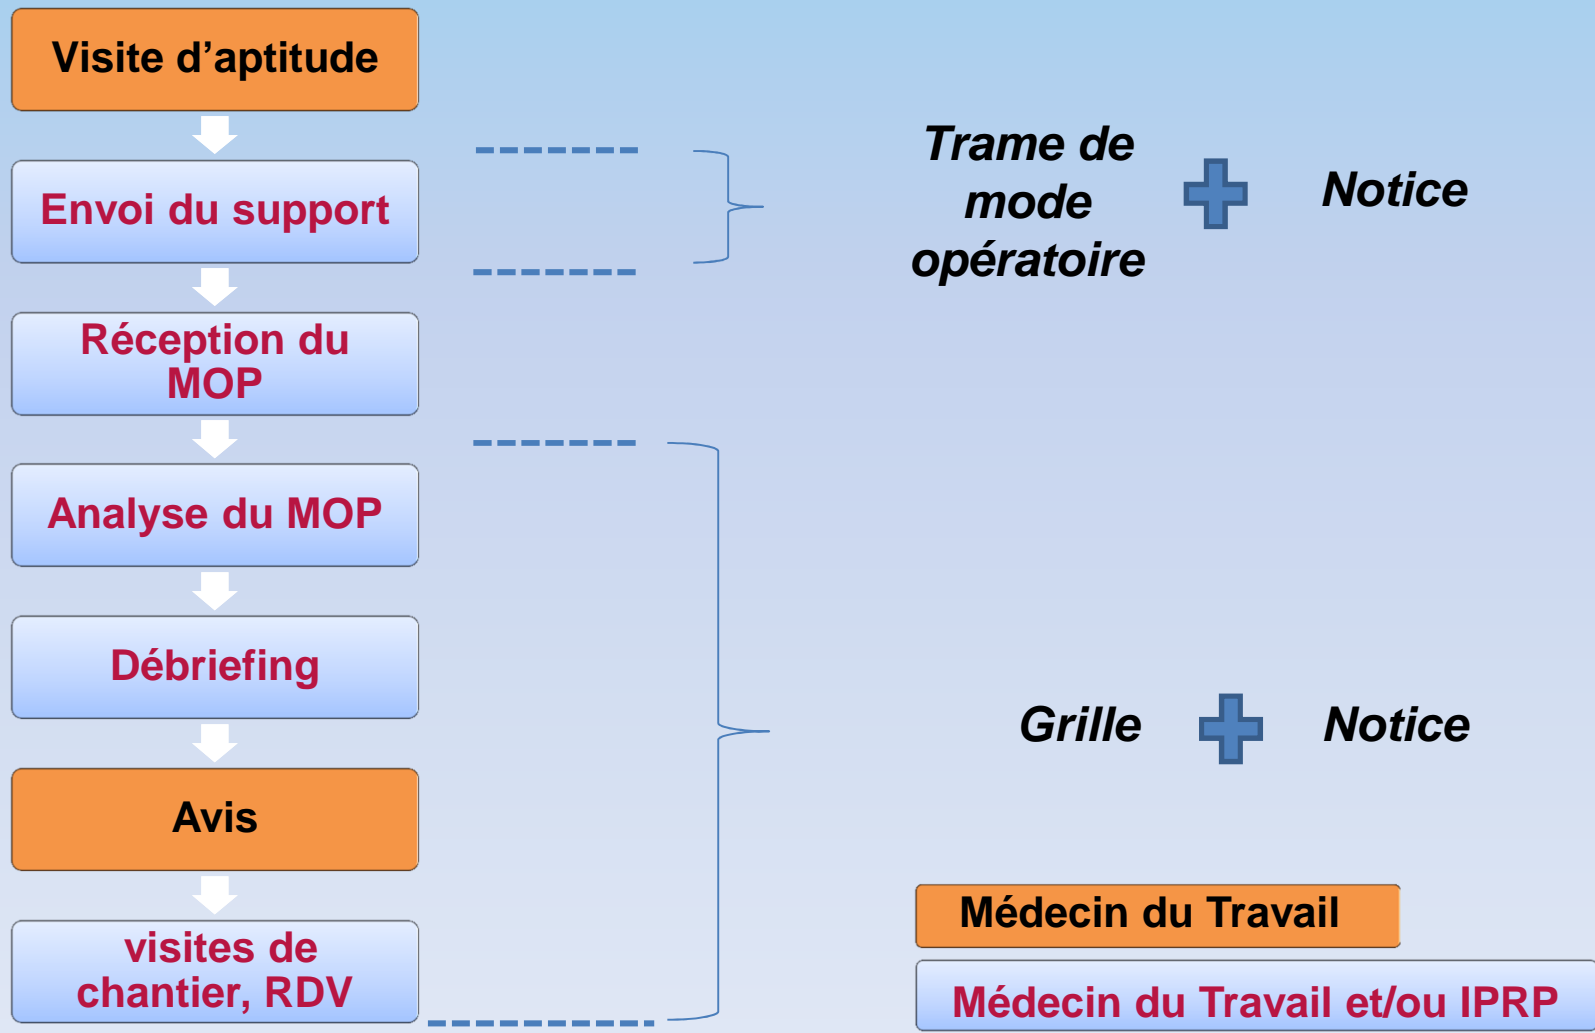 Visite d'aptitude
Envoi du support
Réception du
MOP
Analyse du MOP
Débriefing
Avis
visites de
chantier, RDV
Trame de
mode
opératoire
Notice
Grille
Notice
Médecin du Travail
Médecin du Travail et/ou IPRP